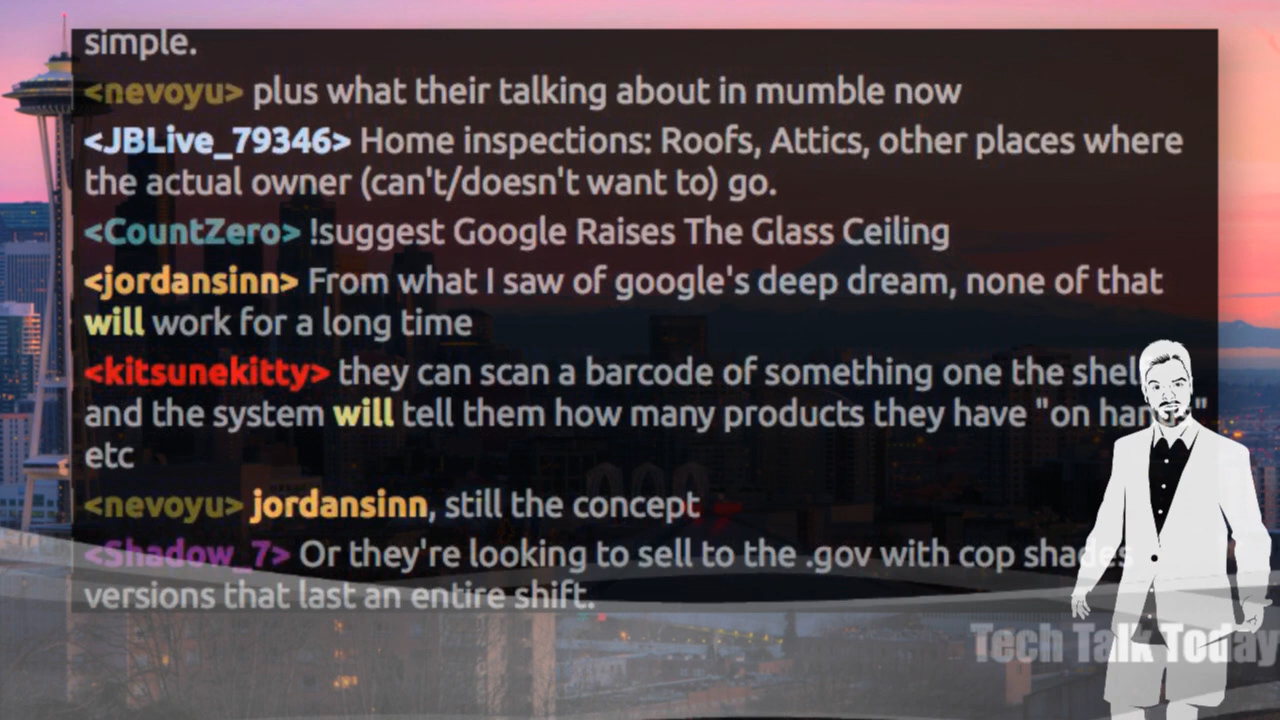 simple.
<nevoyu> plus what their talking about in mumble now
<JBLive_79346> Home inspections: Roofs, Attics, other places where
the actual owner (can't/doesn't want to) go.
<CountZero> !suggest Google Raises The Glass Ceiling
<jordansinn> From what I saw of google's deep dream, none of that
will work for a long time
<kitsunekitty> they can scan a barcode of something one the
and the system will tell them how many products they have "on
etc
<nevoyu> jordansinn, still the concept
<Shadow_7> Or they're looking to sell to the .gov with cop shades
versions that last an entire shift.
Tech Talk Today